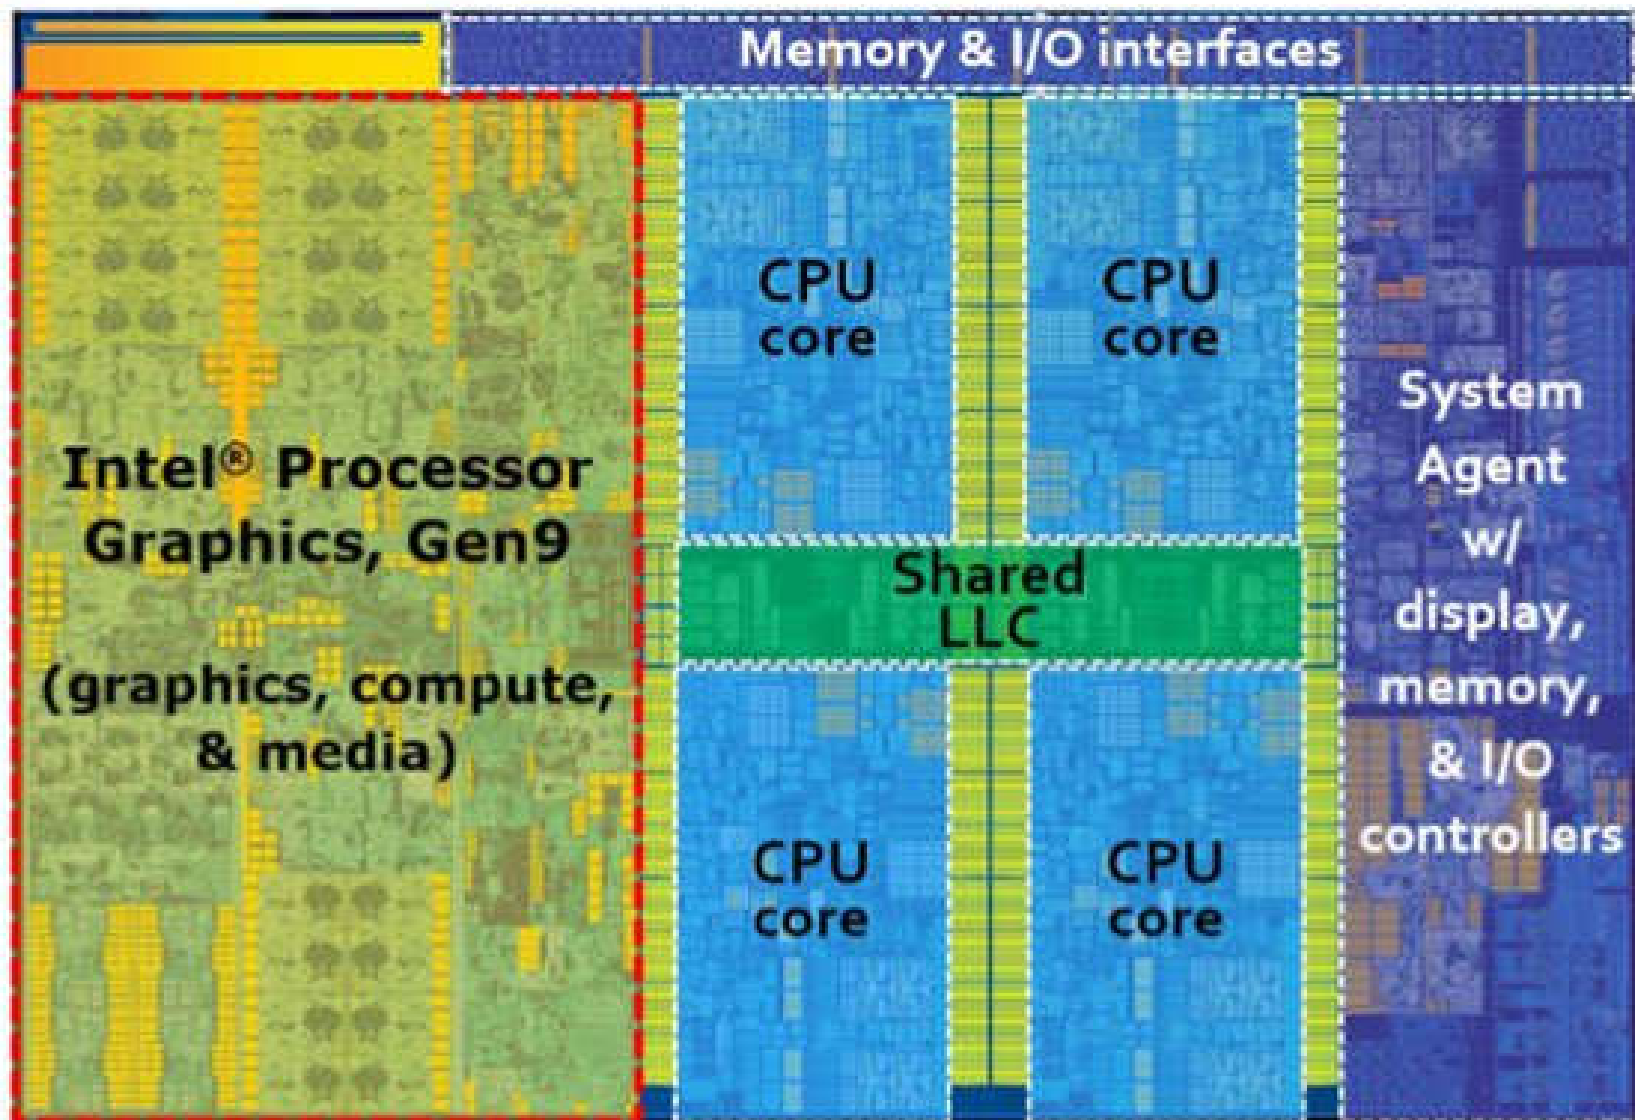 Memory & I/O interfaces
Intel® Processor
Graphics, Gen9
(graphics, compute,
& media)
CPU
core
CPU
core
Shared
LLC
CPU
core
CPU
core
System
Agent
w/
display,
memory,
& I/O
controllers